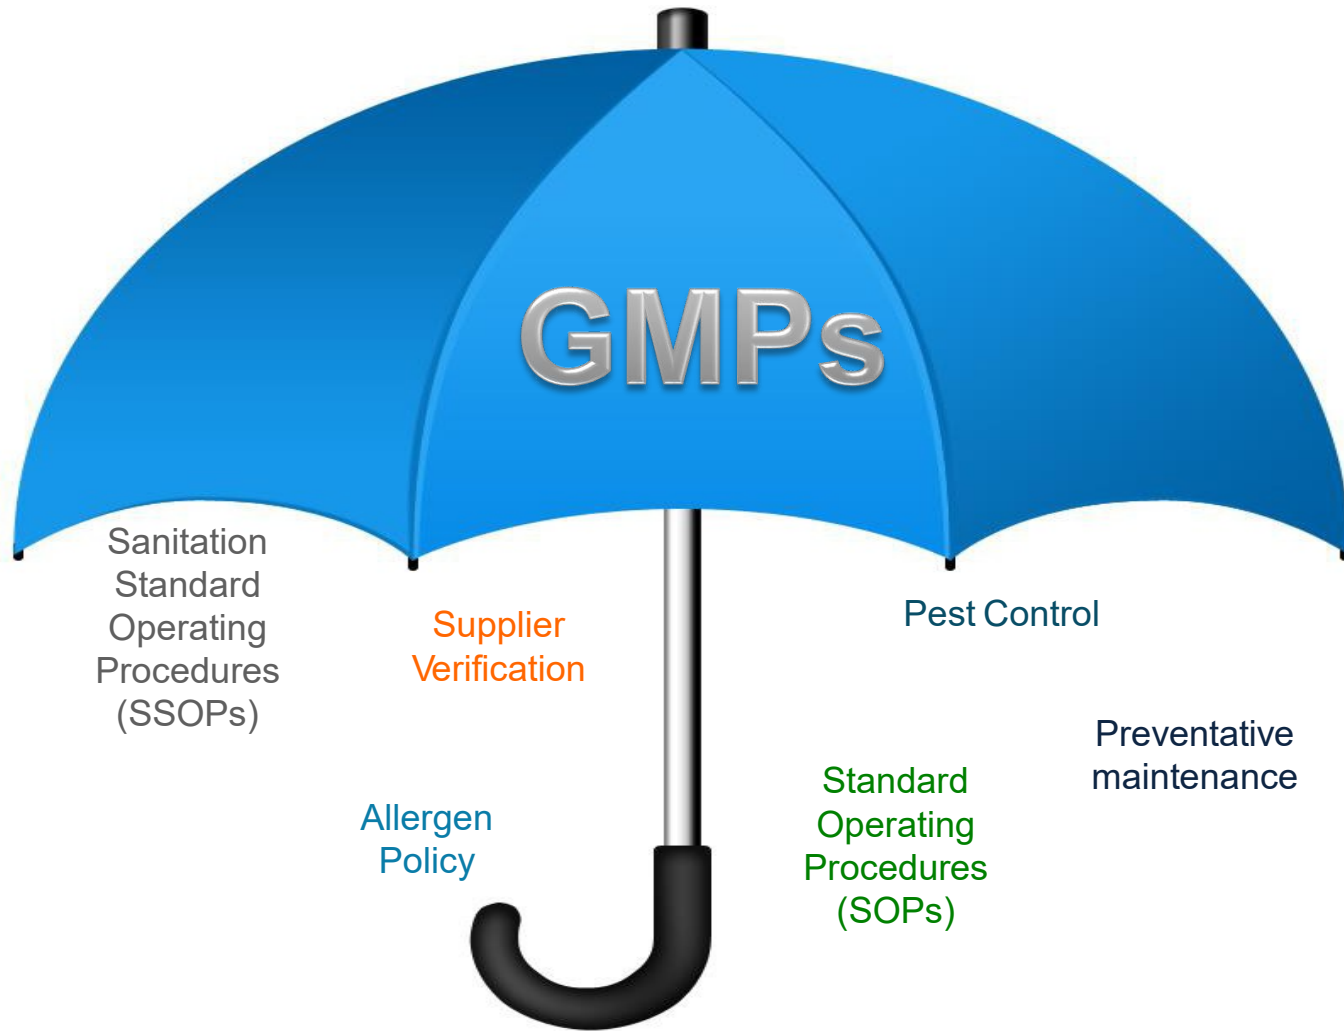 GMPs
Sanitation
Standard
Operating
Procedures
(SSOPs)
Supplier
Verification
Pest Control
Preventative
maintenance
Allergen
Policy
Standard
Operating
Procedures
(SOPs)